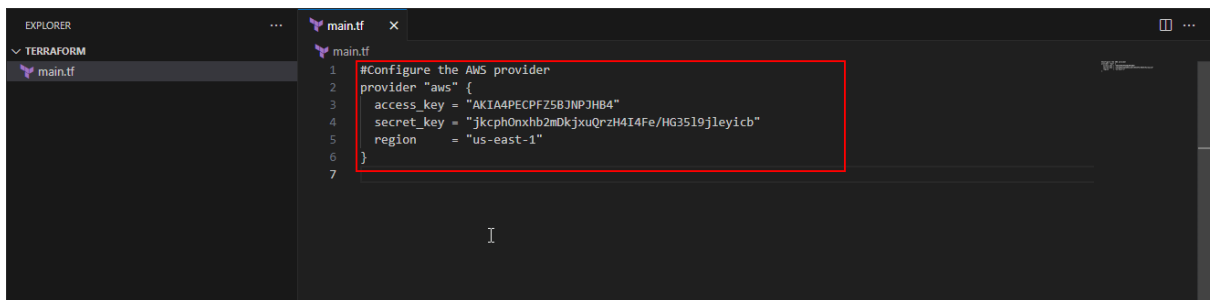 EXPLORER ...
main.tf ×
...
TERRAFORM
main.tf
main.tf
1 #Configure the AWS provider
2 provider "aws" {
3 access_key = "AKIA4PECPFZ5BJNPJHB4"
4 secret_key = "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"
5 region = "us-east-1"
6 }
7